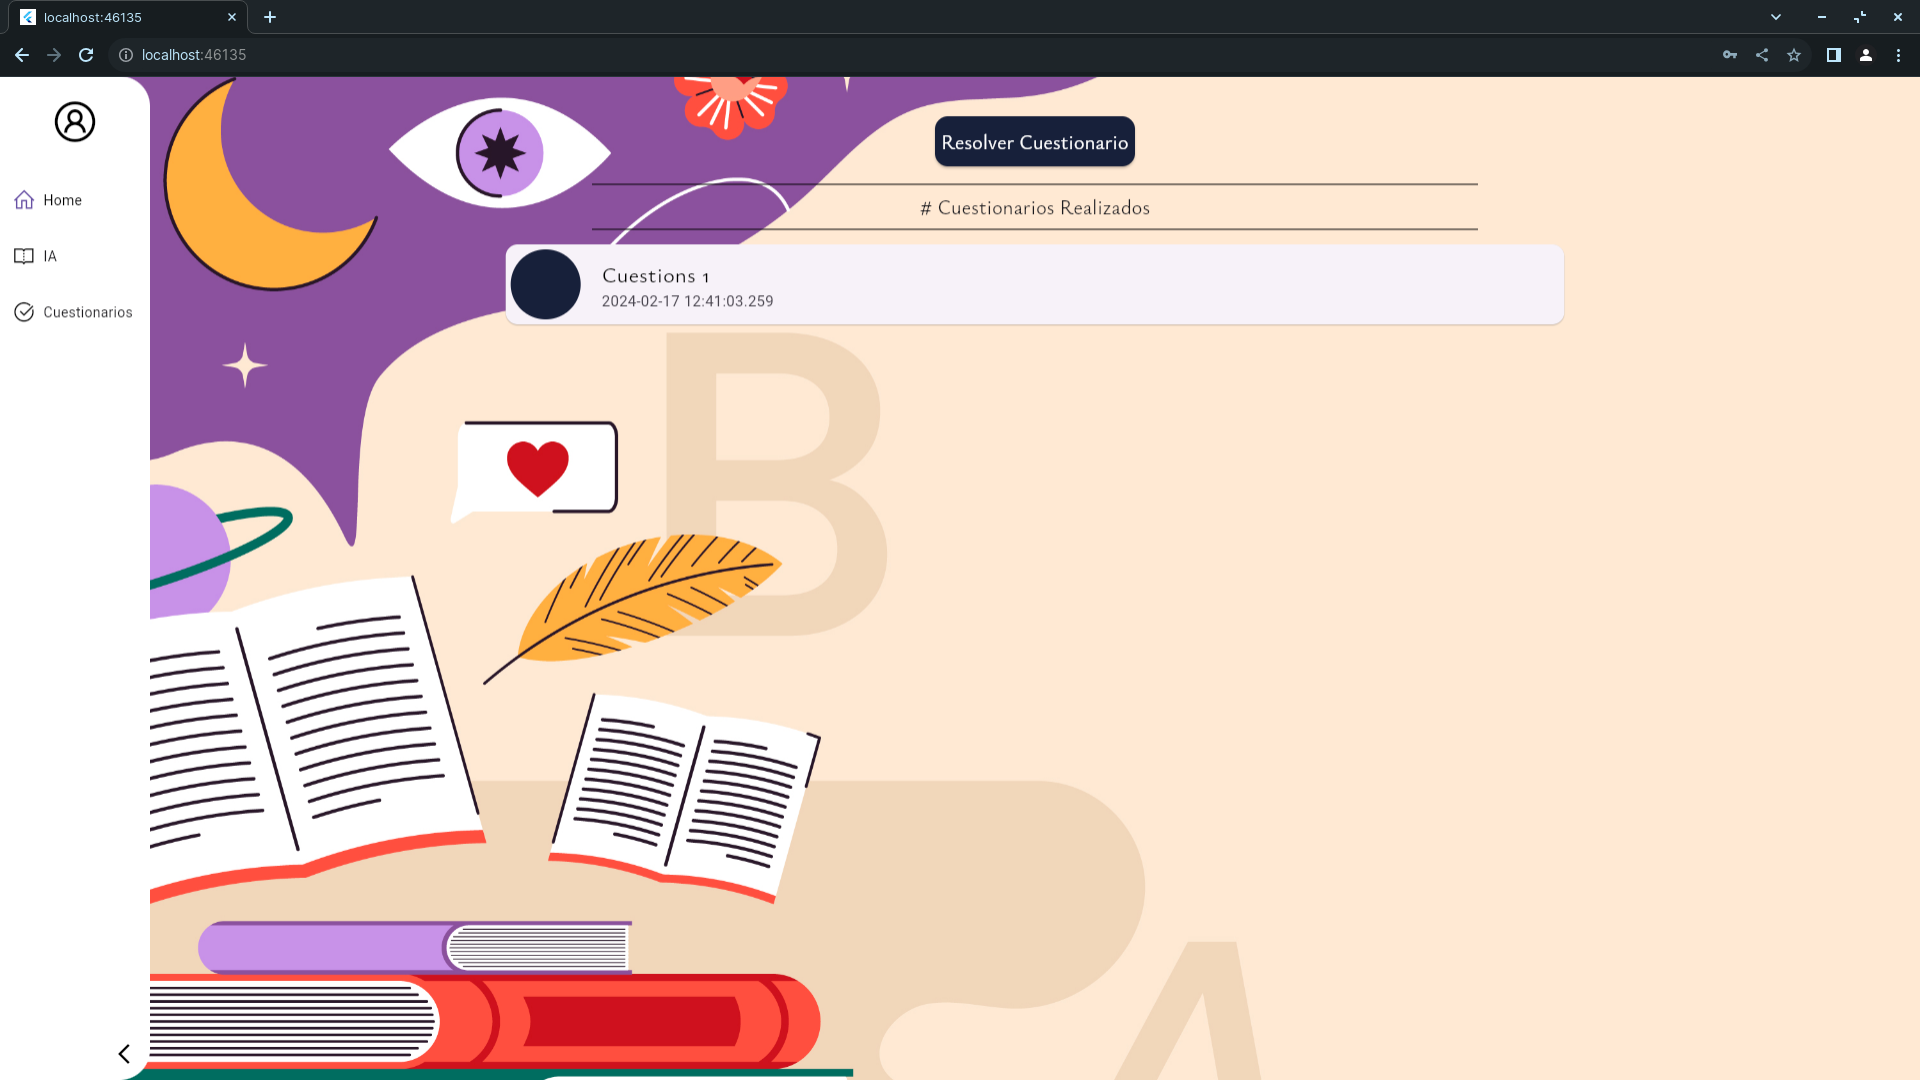 localhost:46135
localhost:46135
Home
IA
Cuestionarios
Resolver Cuestionario
# Cuestionarios Realizados
Cuestions 1
2024-02-17 12:41:03.259
B
A